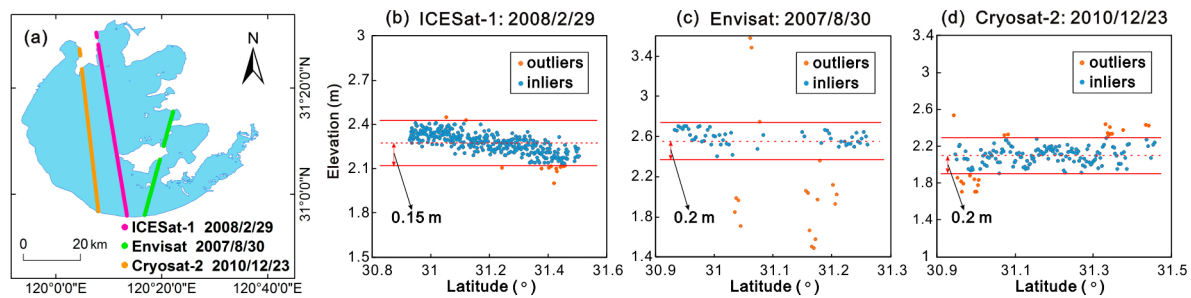 (a)
N
31°20'0"N
31°0'0"N
ICESat-1 2008/2/29
Envisat 2007/8/30
Cryosat-2 2010/12/23
0 20 km
120°0'0"E 120°20'0"E 120°40'0"E
(b) ICESat-1: 2008/2/29
outliers
inliers
Elevation (m)
3
2.7
2.4
2.1
1.8
1.5
0.15 m
30.8 31 31.2 31.4 31.6
Latitude (°)
(c) Envisat: 2007/8/30
outliers
inliers
3.6
3.2
2.8
2.4
2
1.6
0.2 m
30.9 31 31.1 31.2 31.3
Latitude (°)
(d) Cryosat-2: 2010/12/23
outliers
inliers
3
2.7
2.4
2.1
1.8
1.5
1.2
0.2 m
30.9 31.1 31.3 31.5
Latitude (°)